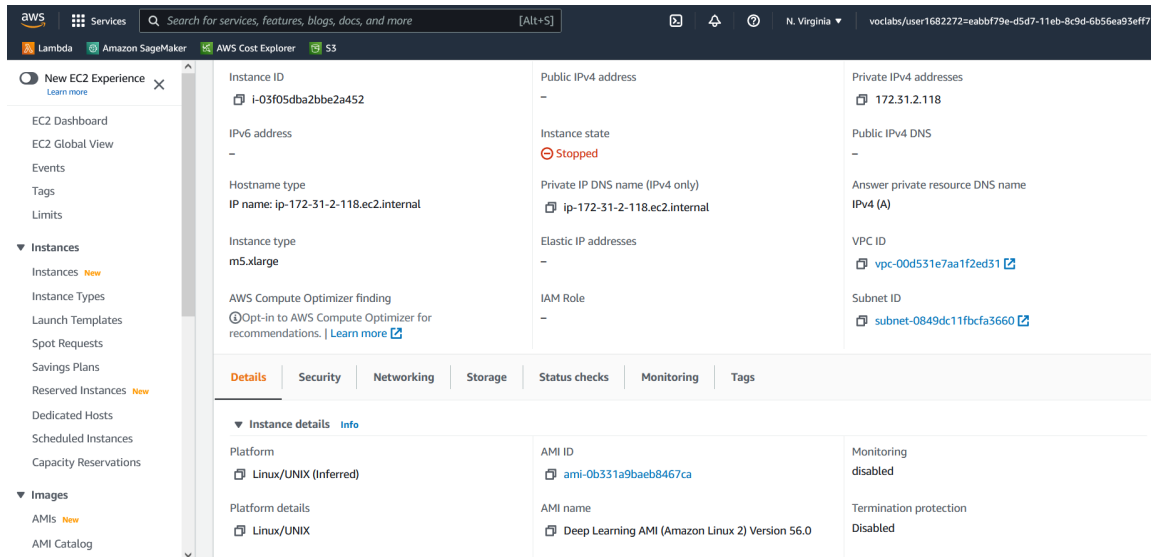 aws
Services
Search for services, features, blogs, docs, and more
[Alt+S]
N. Virginia ▼
voclabs/user1682272=eabbf79e-d5d7-11eb-8c9d-6b56ea93eff7
Lambda
Amazon SageMaker
AWS Cost Explorer
S3
New EC2 Experience
Learn more
EC2 Dashboard
EC2 Global View
Events
Tags
Limits
Instances
Instances New
Instance Types
Launch Templates
Spot Requests
Savings Plans
Reserved Instances New
Dedicated Hosts
Scheduled Instances
Capacity Reservations
Images
AMIs New
AMI Catalog
Instance ID
i-03f05dba2bbe2a452
Public IPv4 address
–
Private IPv4 addresses
172.31.2.118
IPv6 address
–
Instance state
Stopped
Public IPv4 DNS
–
Hostname type
IP name: ip-172-31-2-118.ec2.internal
Private IP DNS name (IPv4 only)
ip-172-31-2-118.ec2.internal
Answer private resource DNS name
IPv4 (A)
Instance type
m5.xlarge
Elastic IP addresses
–
VPC ID
vpc-00d531e7aa1f2ed31
AWS Compute Optimizer finding
Opt-in to AWS Compute Optimizer for
recommendations. | Learn more
IAM Role
–
Subnet ID
subnet-0849dc11fbcfa3660
Details
Security
Networking
Storage
Status checks
Monitoring
Tags
Instance details Info
Platform
Linux/UNIX (Inferred)
AMI ID
ami-0b331a9baeb8467ca
Monitoring
disabled
Platform details
Linux/UNIX
AMI name
Deep Learning AMI (Amazon Linux 2) Version 56.0
Termination protection
Disabled